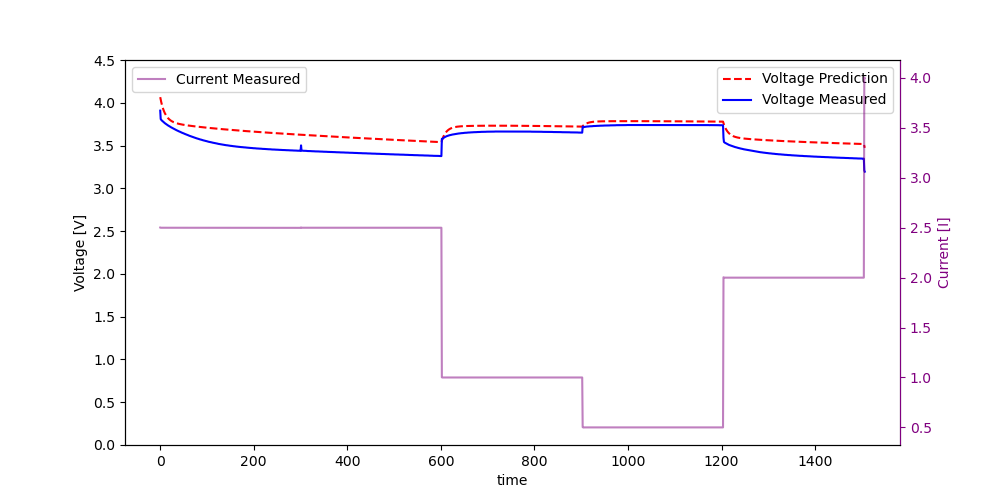 Current Measured
Voltage Prediction
Voltage Measured
4.5
4.0
3.5
3.0
2.5
2.0
1.5
1.0
0.5
0.0
Voltage [V]
4.0
3.5
3.0
2.5
2.0
1.5
1.0
0.5
Current [I]
0 200 400 600 800 1000 1200 1400
time